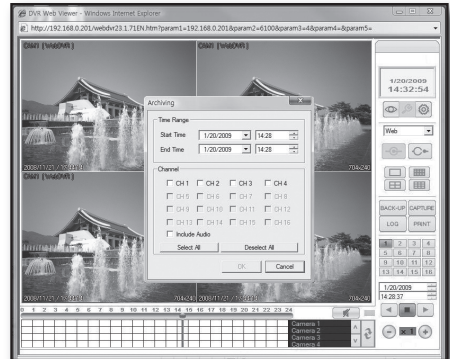 DVR Web Viewer - Windows Internet Explorer
http://192.168.0.201/webdvr23.1.71EN.htm?param1=192.168.0.201&param2=6100&param3=4&param4=&param5=
CAM1 [WebDVR]
CAM1 [WebDVR]
1/20/2009
14:32:54
Archiving
Time Range
Start Time 1/20/2009 14:28
End Time 1/20/2009 14:28
Web
Channel
CH 1 CH 2 CH 3 CH 4
CH 5 CH 6 CH 7 CH 8
CH 9 CH 10 CH 11 CH 12
CH 13 CH 14 CH 15 CH 16
Include Audio
Select All Deselect All
OK Cancel
704x240
CAM1 [WebDVR]
BACK-UP CAPTURE
LOG PRINT
1 2 3 4
5 6 7 8
9 10 11 12
13 14 15 16
704x240
1/20/2009
14:28:37
0 1 2 3 4 5 6 7 8 9 10 11 12 13 14 15 16 17 18 19 20 21 22 23 24
Camera 1
Camera 2
Camera 3
Camera 4
x 1